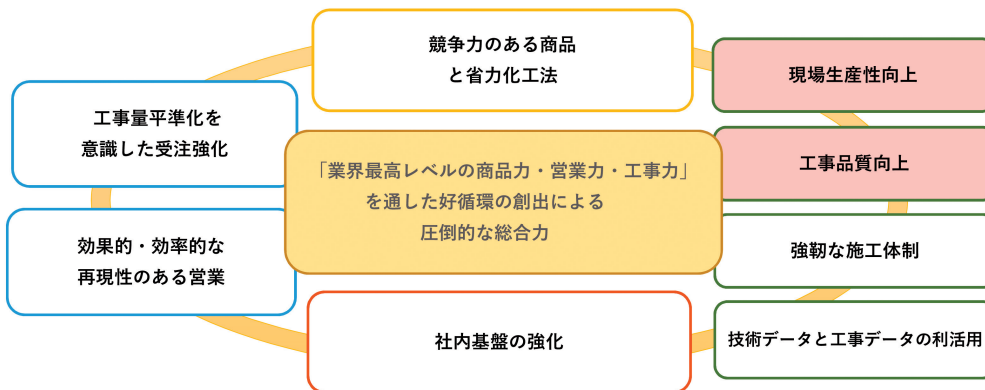 競争力のある商品
と省力化工法
現場生産性向上
工事量平準化を
意識した受注強化
工事品質向上
「業界最高レベルの商品力・営業力・工事力」
を通した好循環の創出による
圧倒的な総合力
効果的・効率的な
再現性のある営業
強靭な施工体制
社内基盤の強化
技術データと工事データの利活用